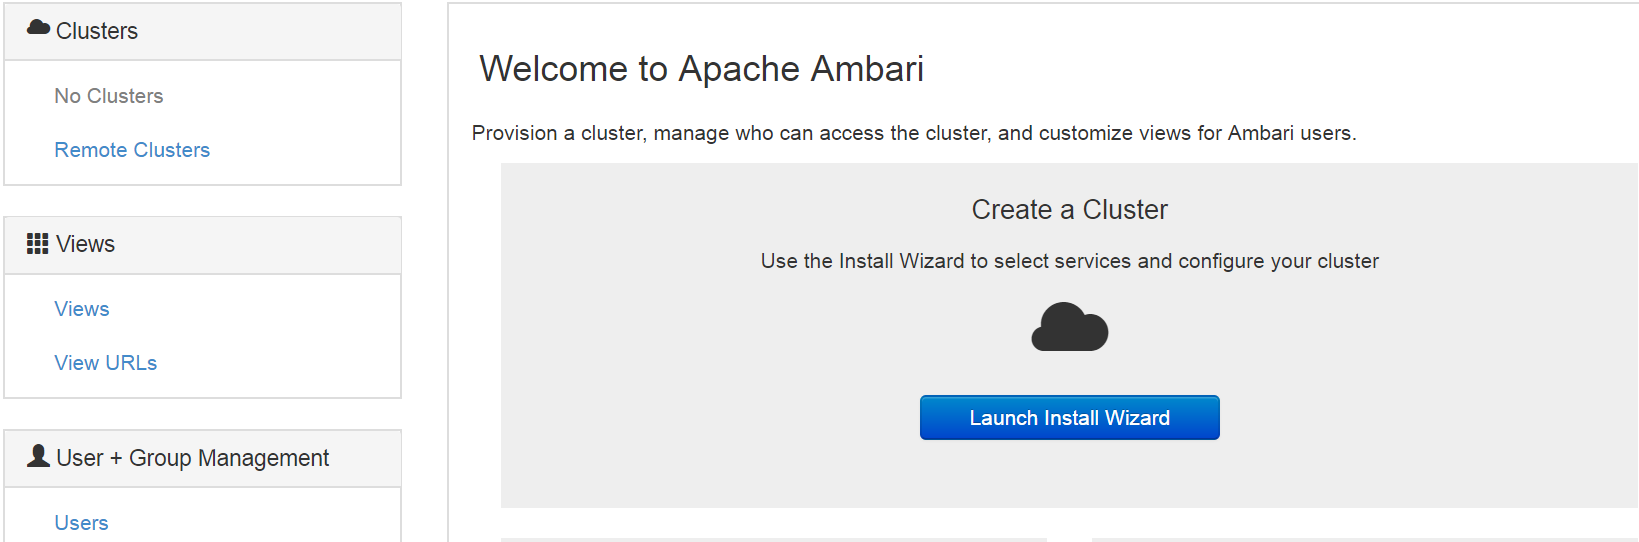 Clusters
No Clusters
Remote Clusters
Views
Views
View URLs
User + Group Management
Users
Welcome to Apache Ambari
Provision a cluster, manage who can access the cluster, and customize views for Ambari users.
Create a Cluster
Use the Install Wizard to select services and configure your cluster
Launch Install Wizard